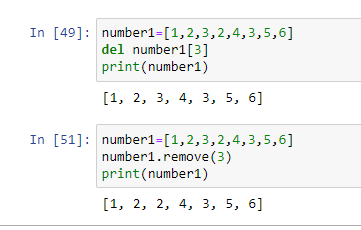 In [49]: number1=[1,2,3,2,4,3,5,6]
del number1[3]
print(number1)
[1, 2, 3, 4, 3, 5, 6]
In [51]: number1=[1,2,3,2,4,3,5,6]
number1.remove(3)
print(number1)
[1, 2, 2, 4, 3, 5, 6]